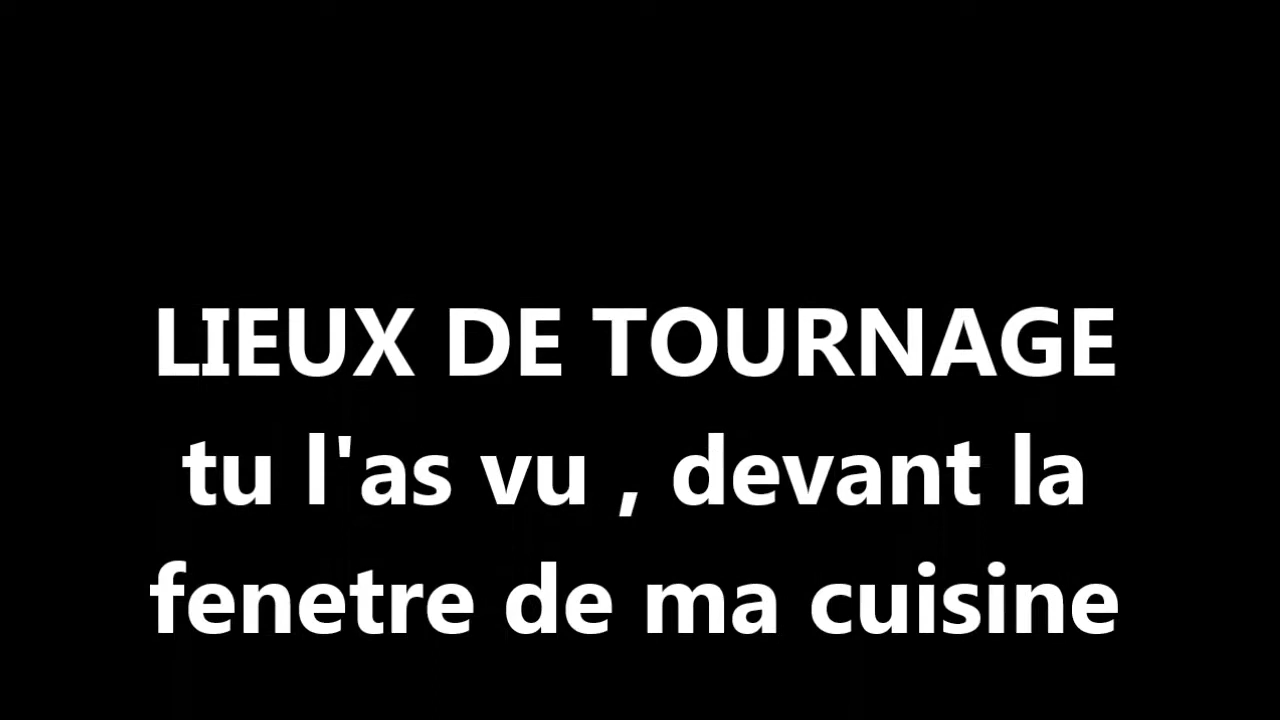 LIEUX DE TOURNAGE
tu l'as vu , devant la
fenetre de ma cuisine